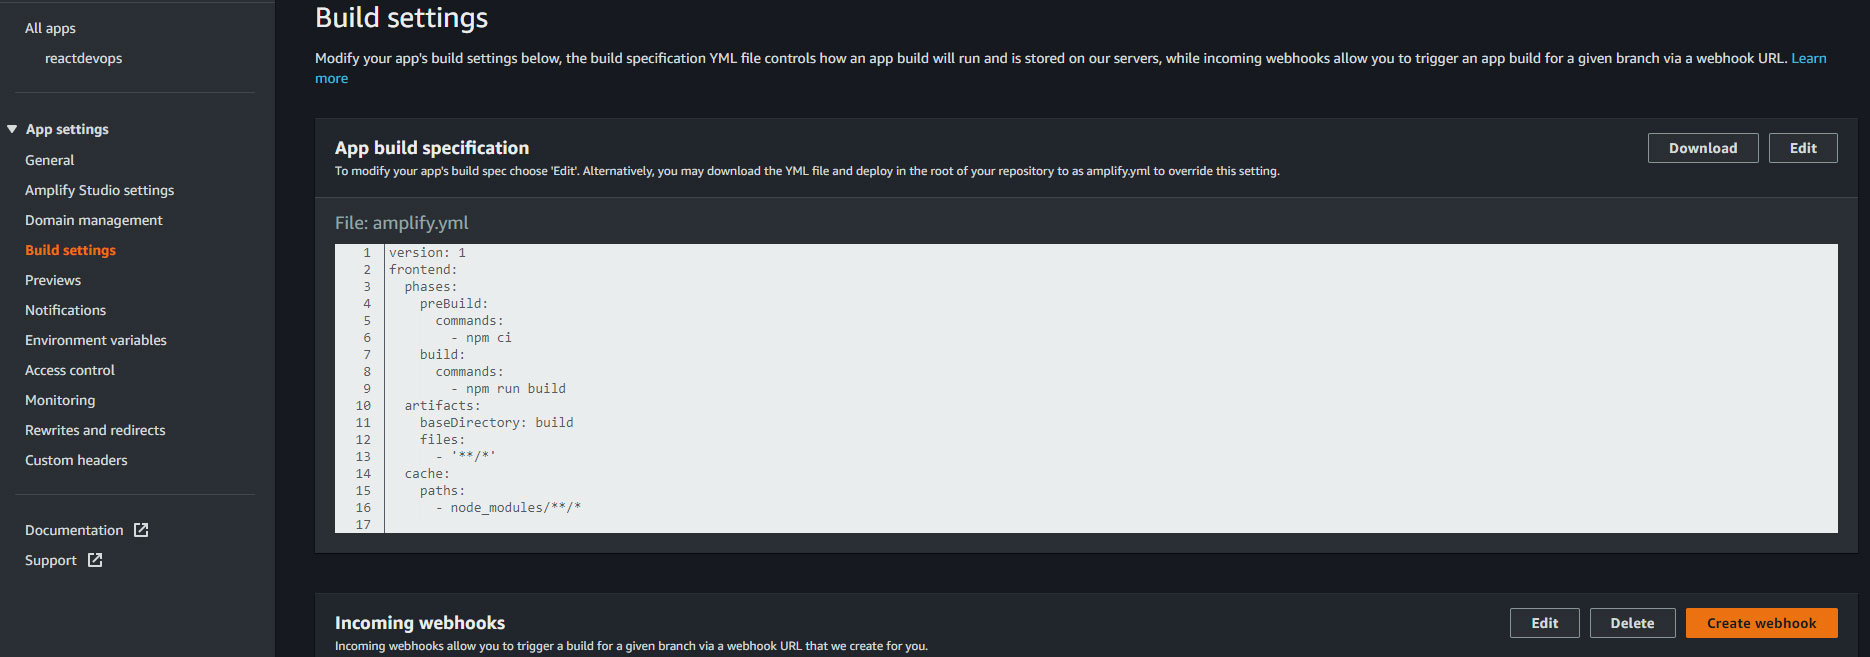 All apps
reactdevops
App settings
General
Amplify Studio settings
Domain management
Build settings
Previews
Notifications
Environment variables
Access control
Monitoring
Rewrites and redirects
Custom headers
Documentation
Support
Build settings
Modify your app's build settings below, the build specification YML file controls how an app build will run and is stored on our servers, while incoming webhooks allow you to trigger an app build for a given branch via a webhook URL. Learn
more
App build specification
Download
Edit
To modify your app's build spec choose 'Edit'. Alternatively, you may download the YML file and deploy in the root of your repository to as amplify.yml to override this setting.
File: amplify.yml
1 version: 1
2 frontend:
3   phases:
4     preBuild:
5       commands:
6         - npm ci
7     build:
8       commands:
9         - npm run build
10   artifacts:
11     baseDirectory: build
12     files:
13       - '**/*'
14   cache:
15     paths:
16       - node_modules/**/*
17
Incoming webhooks
Edit
Delete
Create webhook
Incoming webhooks allow you to trigger a build for a given branch via a webhook URL that we create for you.